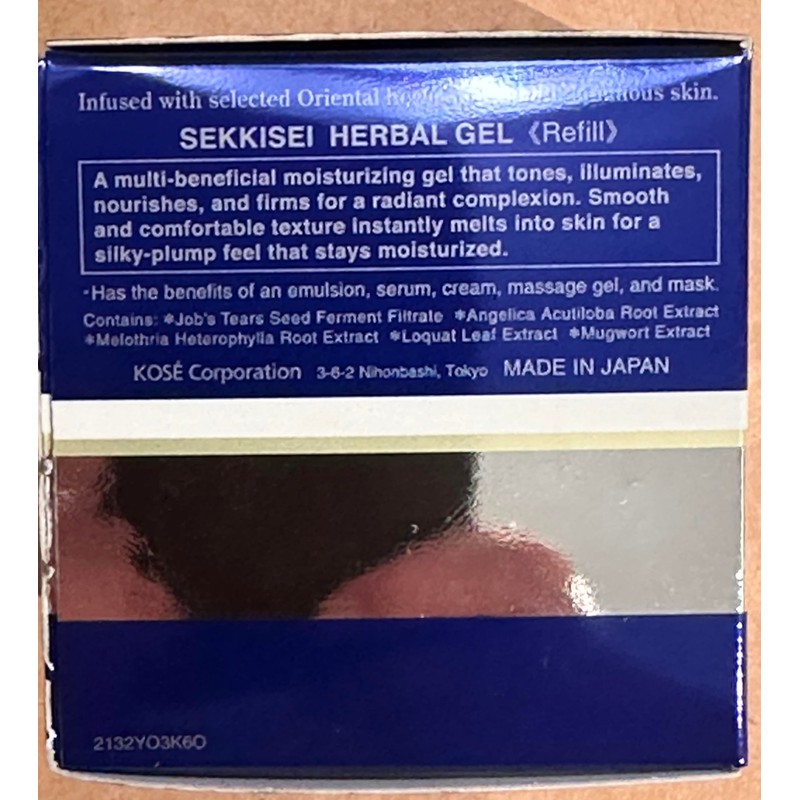 Infused with selected Oriental skin.
SEKKISEI HERBAL GEL 《Refill》
A multi-beneficial moisturizing gel that tones, illuminates,
nourishes, and firms for a radiant complexion. Smooth
and comfortable texture instantly melts into skin for a
silky-plump feel that stays moisturized.
•Has the benefits of an emulsion, serum, cream, massage gel, and mask.
Contains: *Job's Tears Seed Ferment Filtrate *Angelica Acutiloba Root Extract
*Melothria Heterophylla Root Extract *Loquat Leaf Extract *Mugwort Extract
KOSÉ Corporation 3-6-2 Nihonbashi, Tokyo MADE IN JAPAN
2132YO3K6O